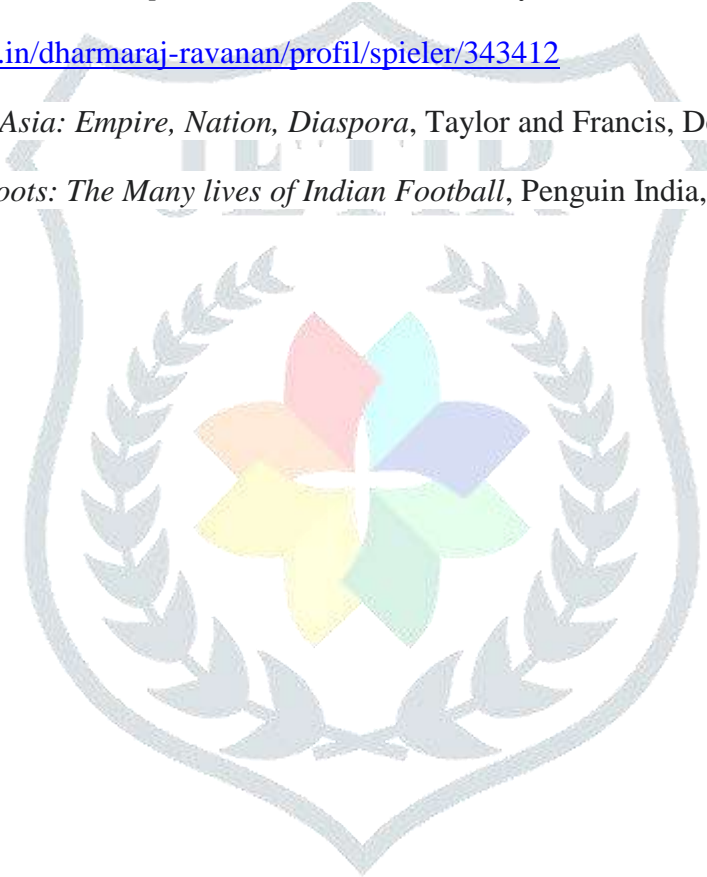 .in/dharmaraj-ravanan/profil/spieler/343412
Asia: Empire, Nation, Diaspora, Taylor and Francis,
oots: The Many lives of Indian Football, Penguin India,
JETIR